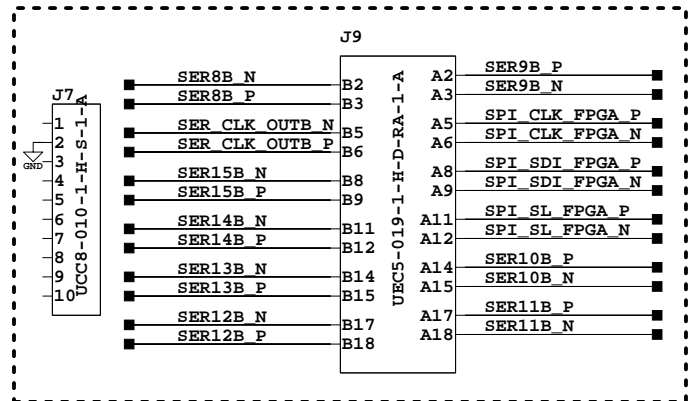 J9
J7
UCC8-010-1-H-S-1-A
1
2
3
4
5
6
7
8
9
10
GND
UEC5-019-1-H-D-RA-1-A
SER8B_N B2
SER8B_P B3
SER_CLK_OUTB_N B5
SER_CLK_OUTB_P B6
SER15B_N B8
SER15B_P B9
SER14B_N B11
SER14B_P B12
SER13B_N B14
SER13B_P B15
SER12B_N B17
SER12B_P B18
A2 SER9B_P
A3 SER9B_N
A5 SPI_CLK_FPGA_P
A6 SPI_CLK_FPGA_N
A8 SPI_SDI_FPGA_P
A9 SPI_SDI_FPGA_N
A11 SPI_SL_FPGA_P
A12 SPI_SL_FPGA_N
A14 SER10B_P
A15 SER10B_N
A17 SER11B_P
A18 SER11B_N